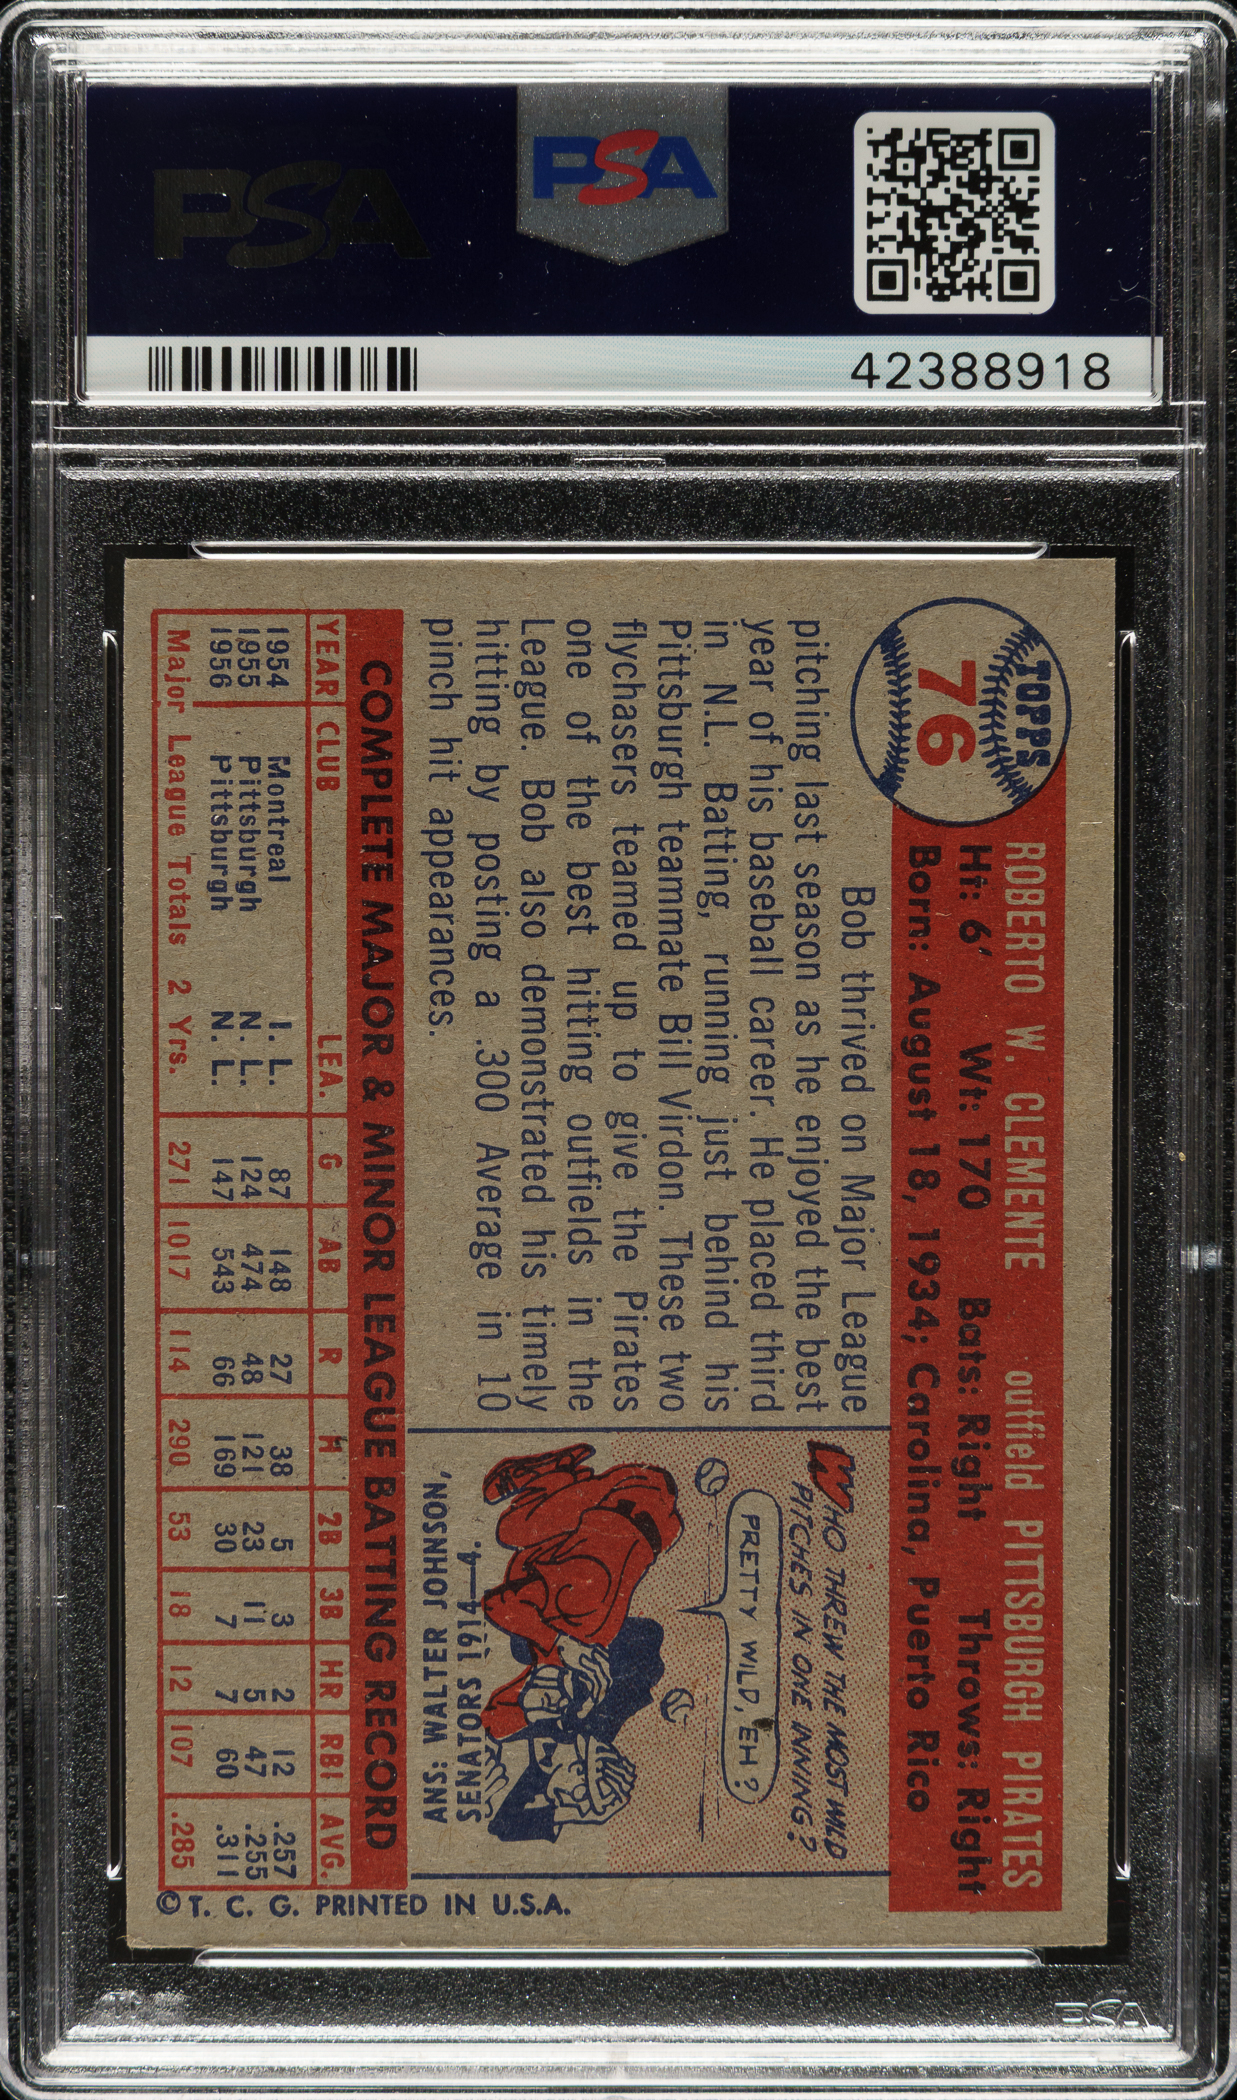 PSA
PSA
42388918
TOPPS
76
ROBERTO W. CLEMENTE outfield PITTSBURGH PIRATES
Ht: 6' Wt: 170 Bats: Right Throws: Right
Born: August 18, 1934; Carolina, Puerto Rico
Bob thrived on Major League
pitching last season as he enjoyed the best
year of his baseball career. He placed third
in N.L. Batting, running just behind his
Pittsburgh teammate Bill Virdon. These two
flychasers teamed up to give the Pirates
one of the best hitting outfields in the
League. Bob also demonstrated his timely
hitting by posting a .300 Average in 10
pinch hit appearances.
WHO THREW THE MOST WILD
PITCHES IN ONE INNING?
PRETTY WILD, EH?
ANS: WALTER JOHNSON,
SENATORS 1914—4.
COMPLETE MAJOR & MINOR LEAGUE BATTING RECORD
YEAR CLUB LEA. G AB R H 2B 3B HR RBI AVG.
1954 Montreal I. L. 87 148 27 38 5 3 2 12 .257
1955 Pittsburgh N. L. 124 474 48 121 23 11 5 47 .255
1956 Pittsburgh N. L. 147 543 66 169 30 7 7 60 .311
Major League Totals 2 Yrs. 271 1017 114 290 53 18 12 107 .285
© T. C. G. PRINTED IN U.S.A.
PSA